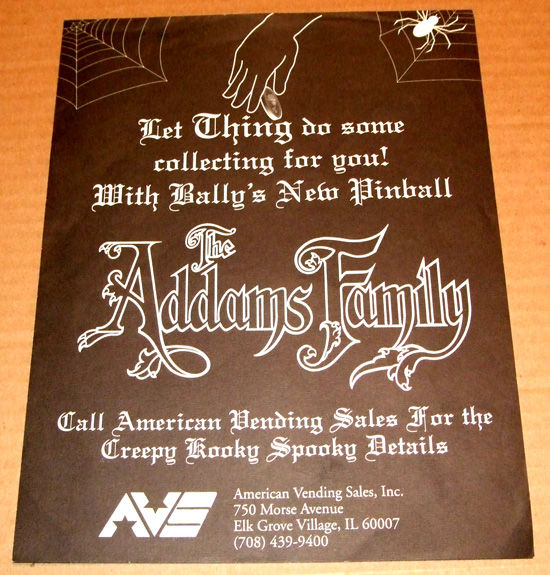 Let Thing do some
collecting for you!
With Bally's New Pinball
The
Addams Family
Call American Vending Sales For the
Creepy Kooky Spooky Details
AVS
American Vending Sales, Inc.
750 Morse Avenue
Elk Grove Village, IL 60007
(708) 439-9400